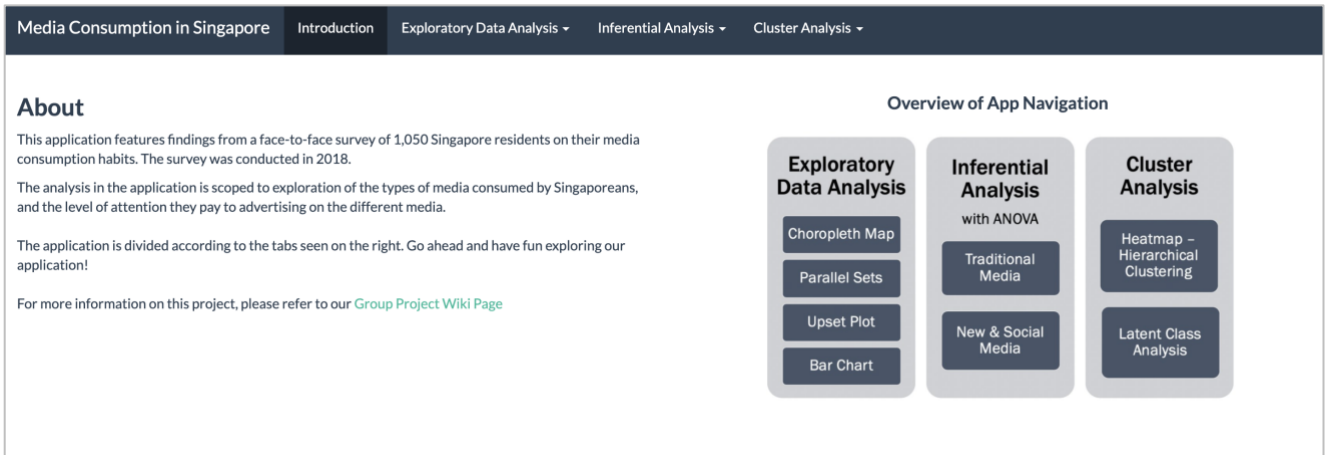 Media Consumption in Singapore Introduction Exploratory Data Analysis Inferential Analysis Cluster Analysis
About
This application features findings from a face-to-face survey of 1,050 Singapore residents on their media
consumption habits. The survey was conducted in 2018.
The analysis in the application is scoped to exploration of the types of media consumed by Singaporeans,
and the level of attention they pay to advertising on the different media.
The application is divided according to the tabs seen on the right. Go ahead and have fun exploring our
application!
For more information on this project, please refer to our Group Project Wiki Page
Overview of App Navigation
Exploratory
Data Analysis
Choropleth Map
Parallel Sets
Upset Plot
Bar Chart
Inferential
Analysis
with ANOVA
Traditional
Media
New & Social
Media
Cluster
Analysis
Heatmap –
Hierarchical
Clustering
Latent Class
Analysis